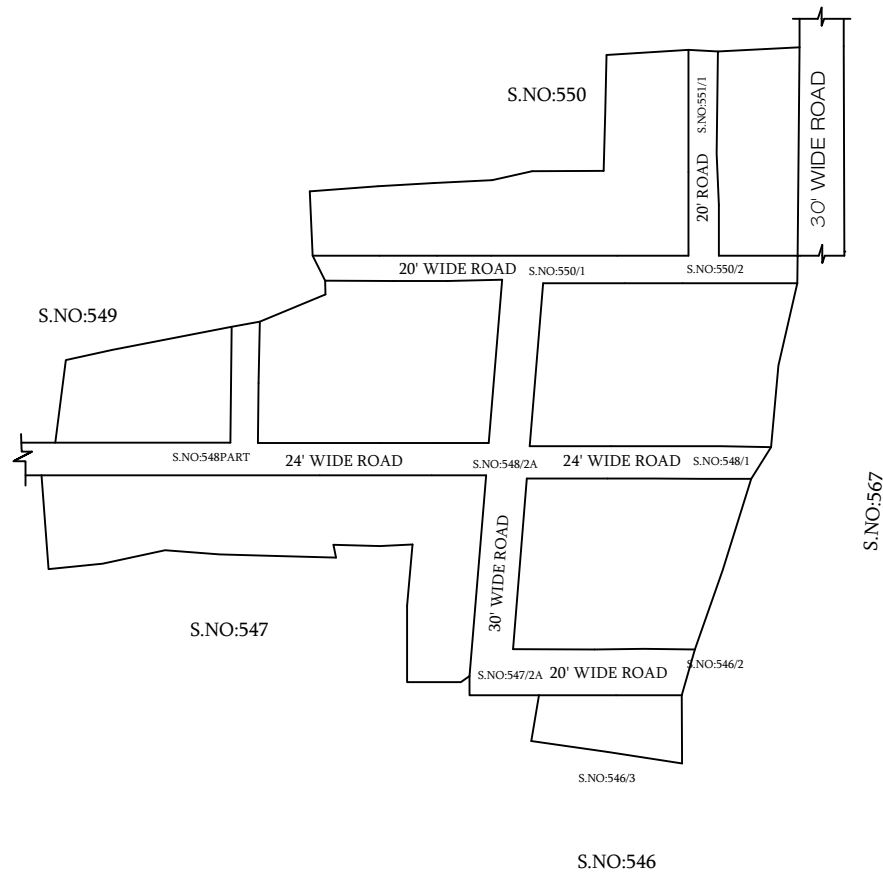 S.NO:550
S.NO:551/1
20' ROAD
30' WIDE ROAD
20' WIDE ROAD
S.NO:550/1
S.NO:550/2
S.NO:549
S.NO:548PART
24' WIDE ROAD
S.NO:548/2A
24' WIDE ROAD
S.NO:548/1
S.NO:567
30' WIDE ROAD
S.NO:547
S.NO:547/2A
20' WIDE ROAD
S.NO:546/2
S.NO:546/3
S.NO:546